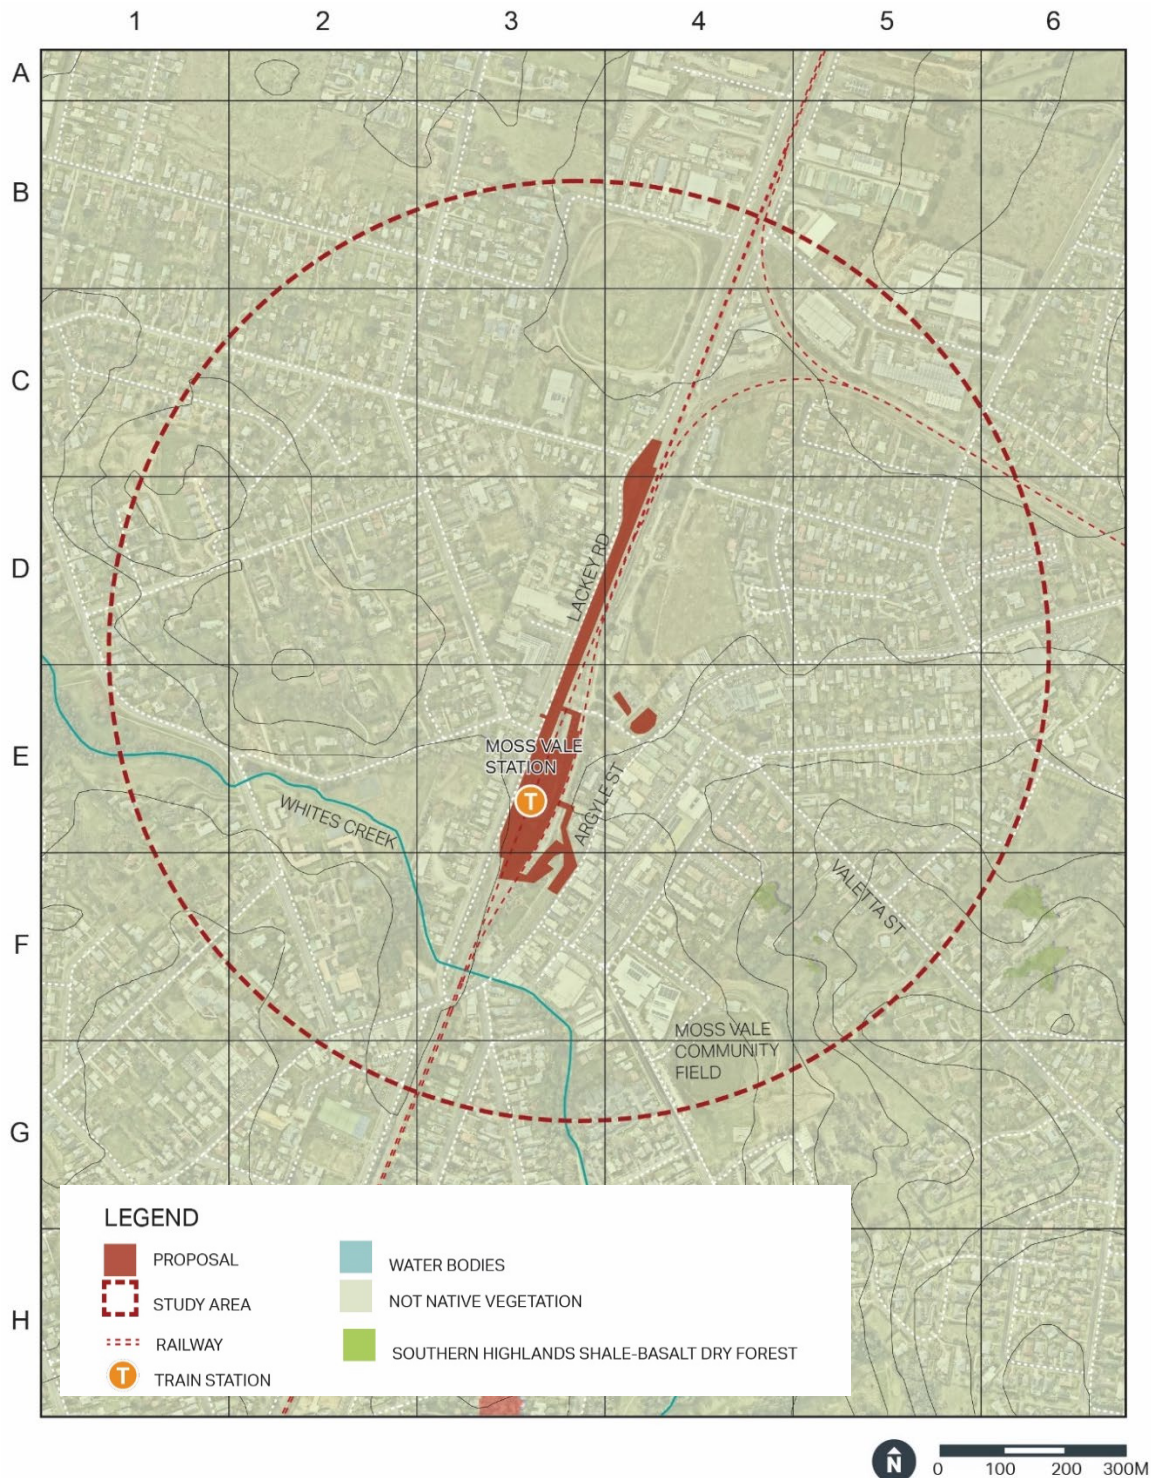 1 2 3 4 5 6
A
B
C
D
E
F
G
H
LACKEY RD
MOSS VALE
STATION
T
ARGYLE ST
WHITES CREEK
VALETTA ST
MOSS VALE
COMMUNITY
FIELD
LEGEND
PROPOSAL
STUDY AREA
RAILWAY
T TRAIN STATION
WATER BODIES
NOT NATIVE VEGETATION
SOUTHERN HIGHLANDS SHALE-BASALT DRY FOREST
N
0 100 200 300M